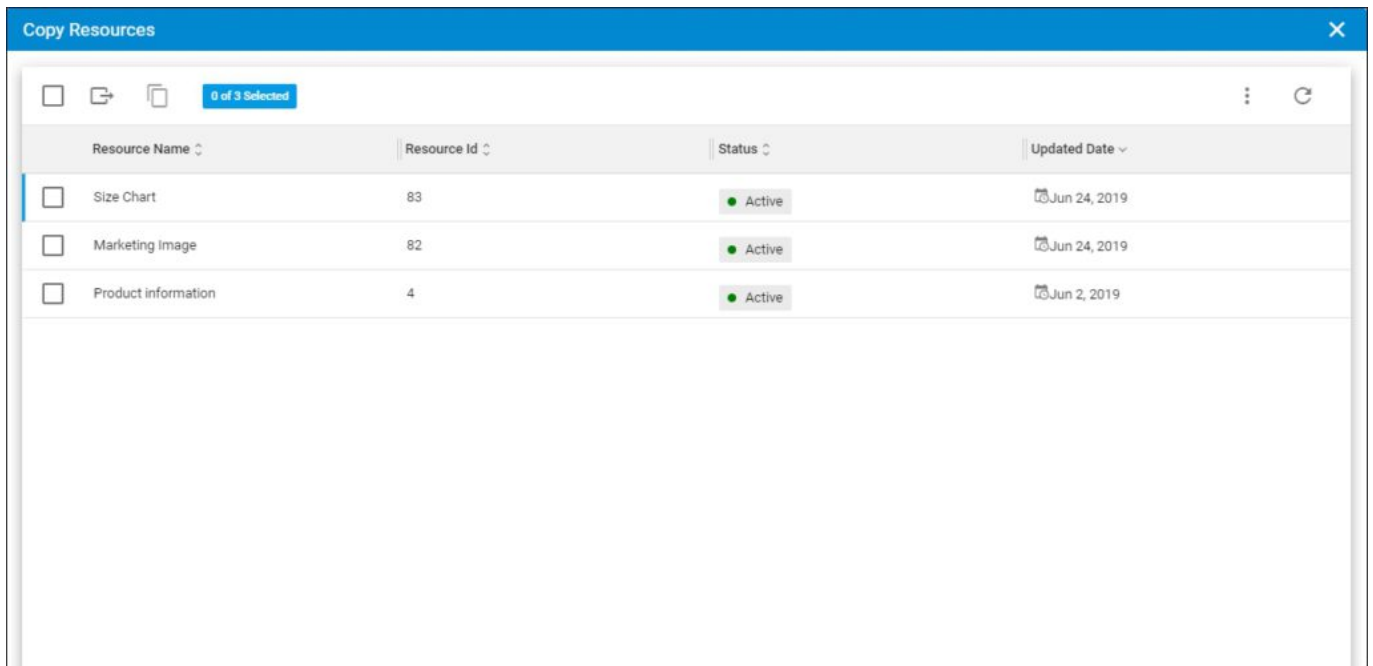 Copy Resources
0 of 3 Selected
Resource Name Resource Id Status Updated Date
Size Chart 83 Active Jun 24, 2019
Marketing Image 82 Active Jun 24, 2019
Product information 4 Active Jun 2, 2019